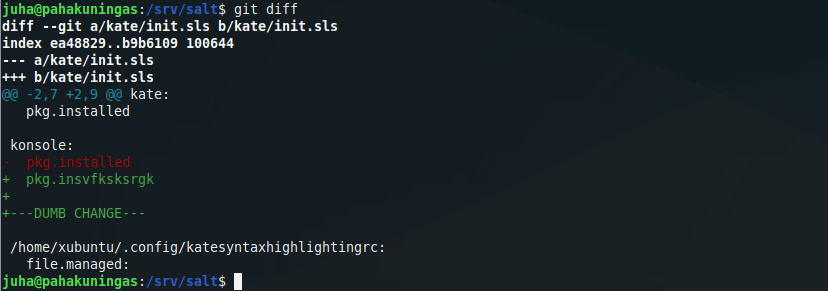 juha@pahakuningas:/srv/salt$ git diff
diff --git a/kate/init.sls b/kate/init.sls
index ea48829..b9b6109 100644
--- a/kate/init.sls
+++ b/kate/init.sls
@@ -2,7 +2,9 @@ kate:
   pkg.installed

 konsole:
-  pkg.installed
+  pkg.insvfksksrgk
+
+---DUMB CHANGE---

 /home/xubuntu/.config/katesyntaxhighlightingrc:
   file.managed:
juha@pahakuningas:/srv/salt$